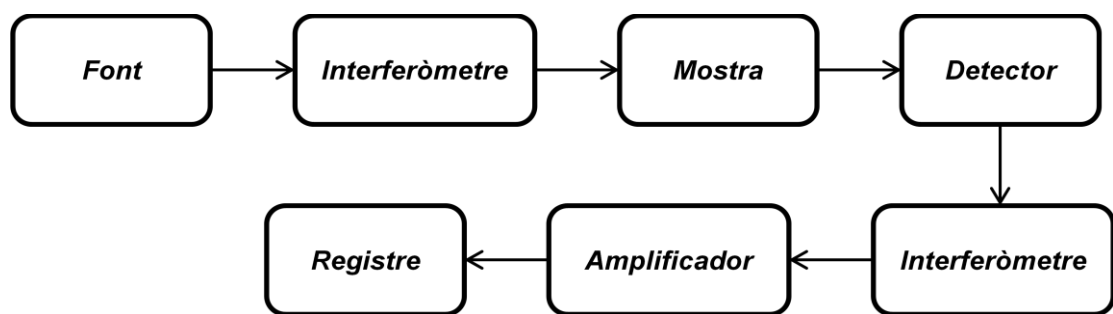 Font
Interferòmetre
Mostra
Detector
Interferòmetre
Amplificador
Registre